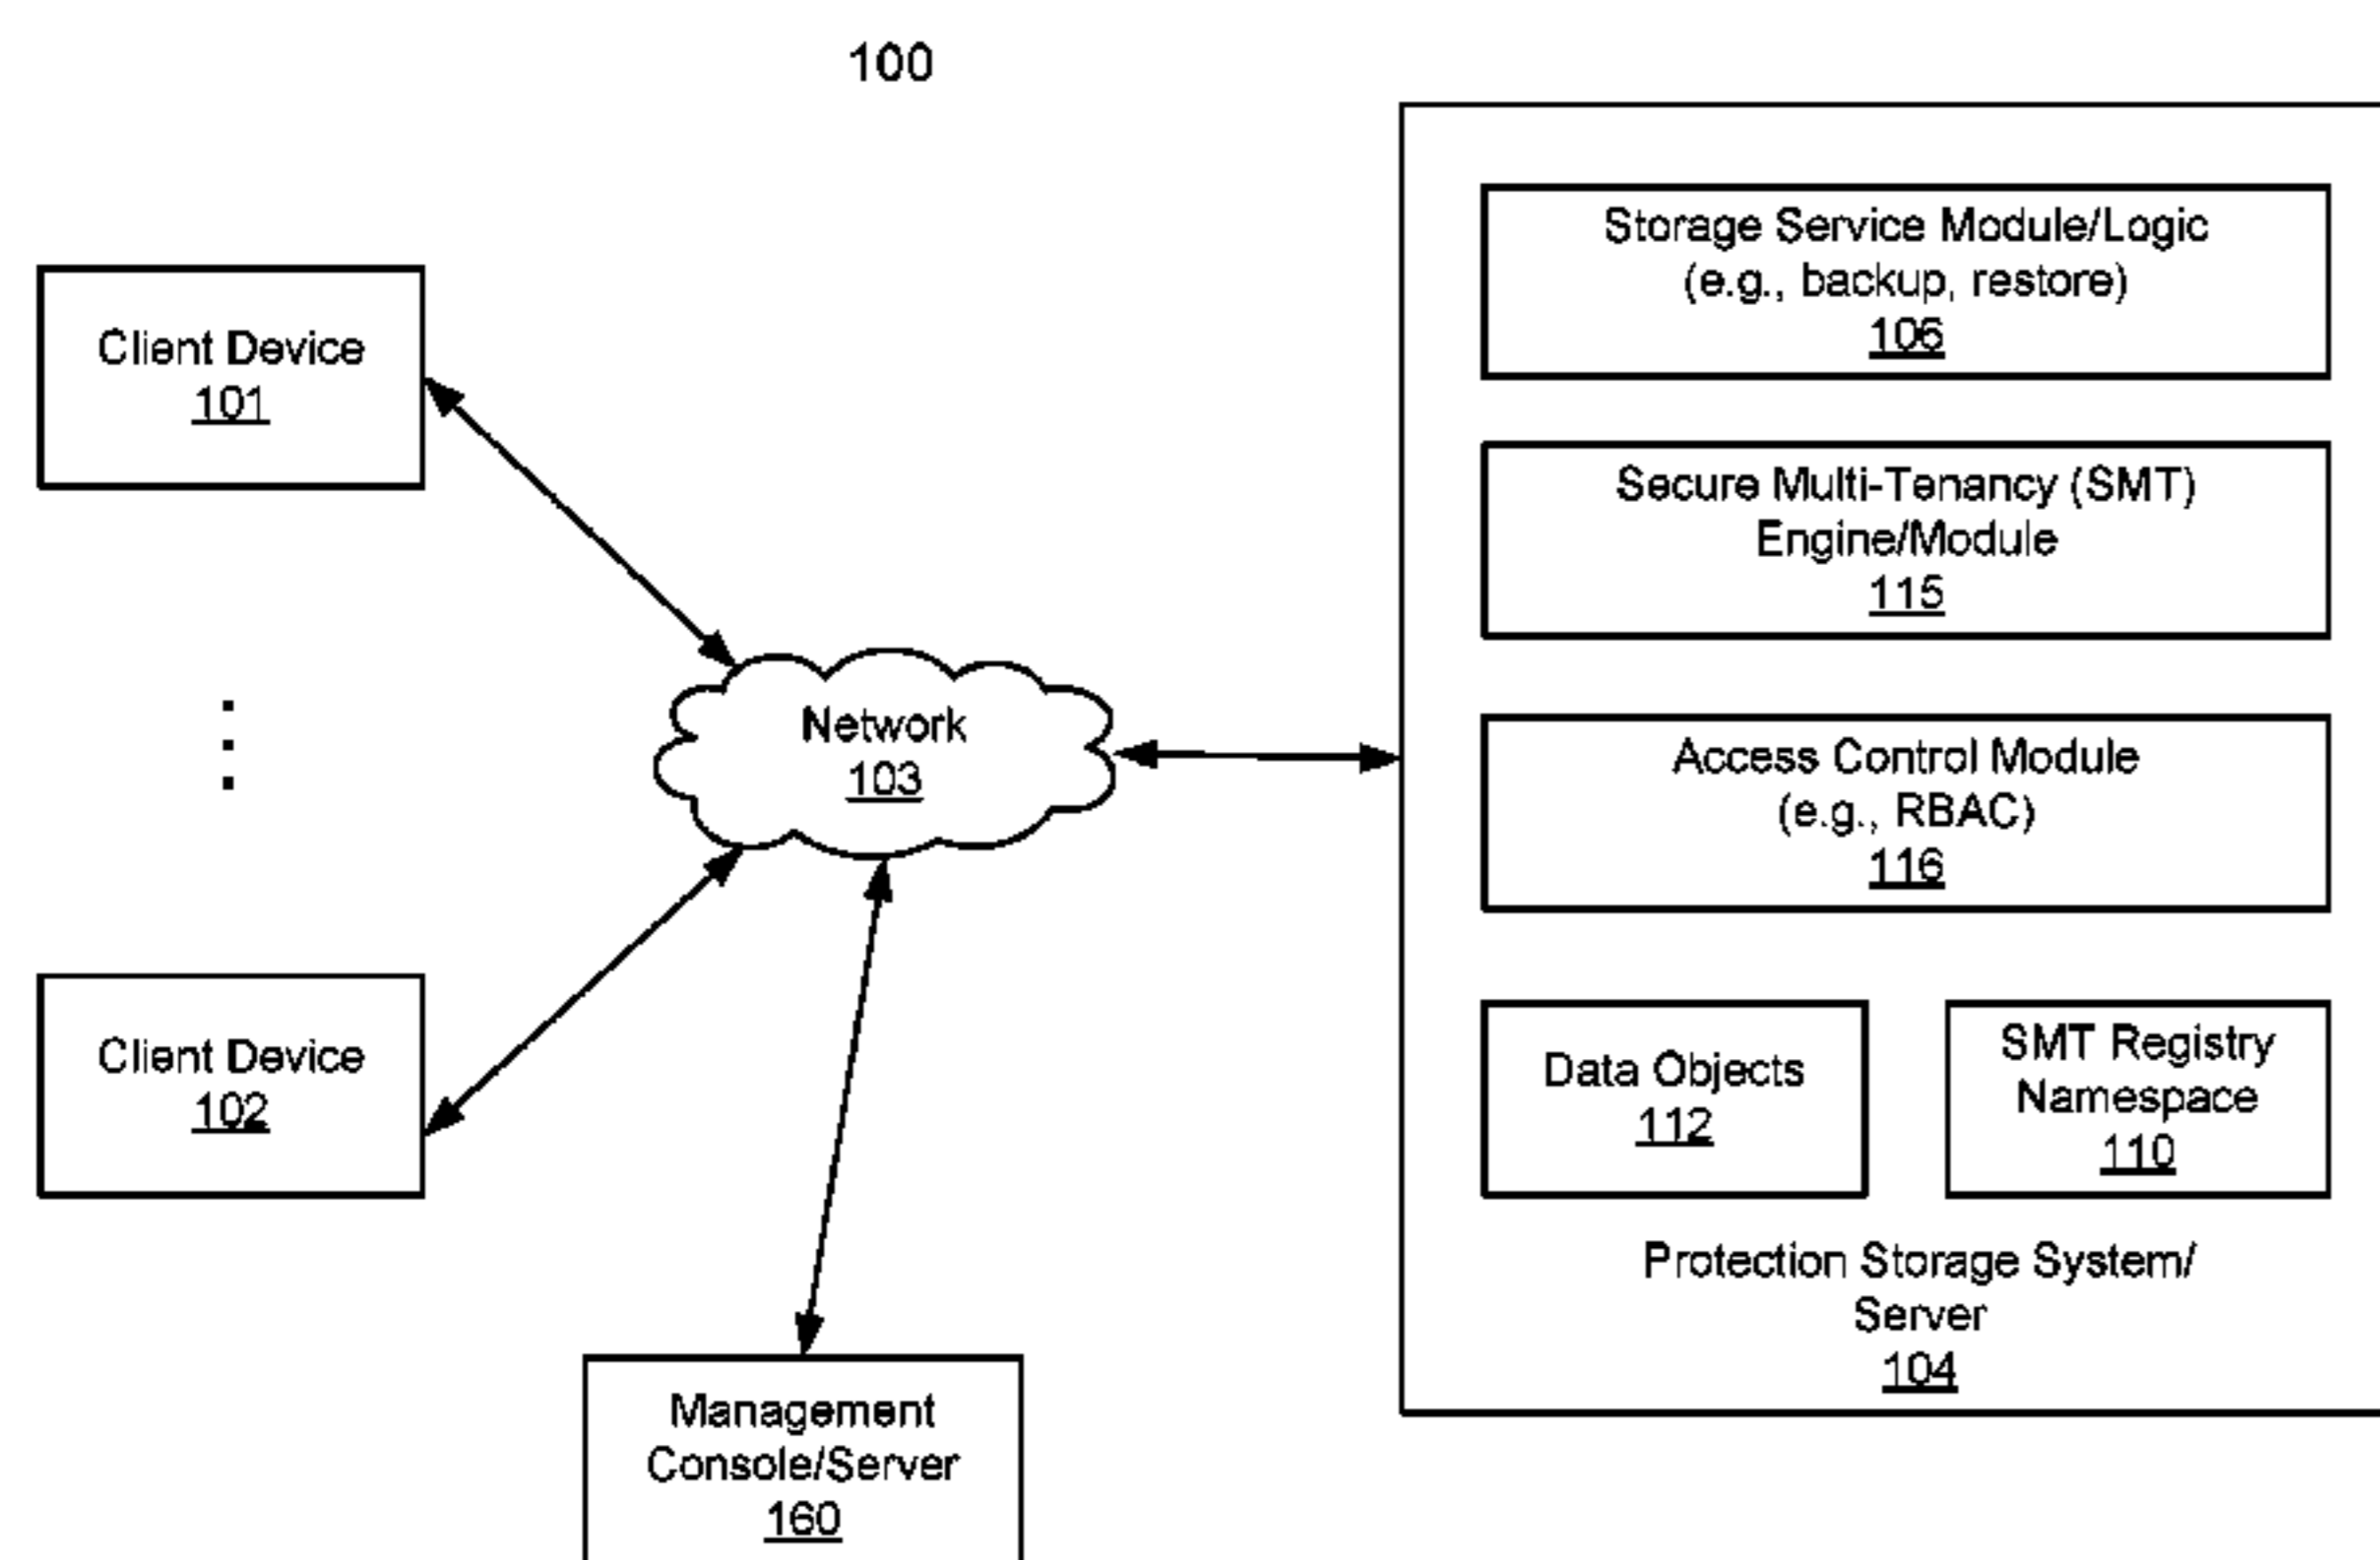 100
Client Device
101
Client Device
102
Network
103
Management
Console/Server
160
Storage Service Module/Logic
(e.g., backup, restore)
106
Secure Multi-Tenancy (SMT)
Engine/Module
115
Access Control Module
(e.g., RBAC)
116
Data Objects
112
SMT Registry
Namespace
110
Protection Storage System/
Server
104